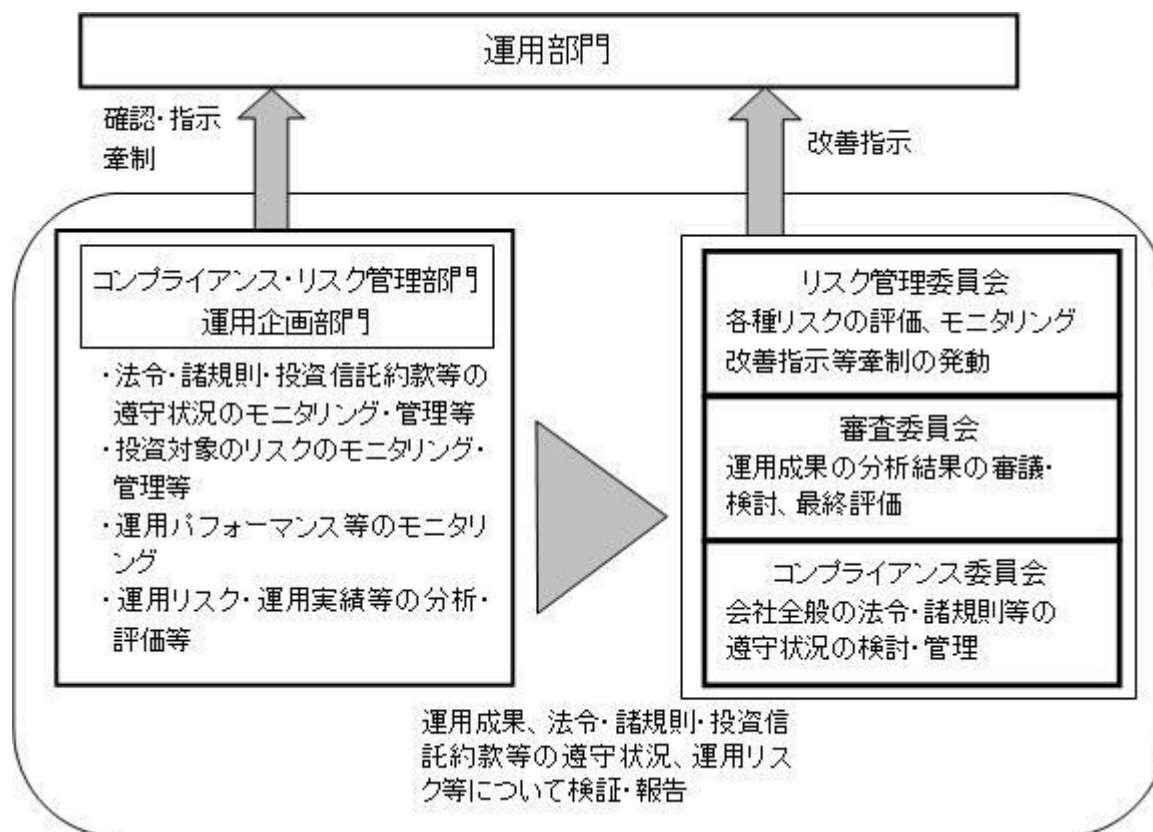 運用部門
確認・指示
牽制
改善指示
コンプライアンス・リスク管理部門
運用企画部門
・法令・諸規則・投資信託約款等の
遵守状況のモニタリング・管理等
・投資対象のリスクのモニタリング・
管理等
・運用パフォーマンス等のモニタリ
ング
・運用リスク・運用実績等の分析・
評価等
リスク管理委員会
各種リスクの評価、モニタリング
改善指示等牽制の発動
審査委員会
運用成果の分析結果の審議・
検討、最終評価
コンプライアンス委員会
会社全般の法令・諸規則等の
遵守状況の検討・管理
運用成果、法令・諸規則・投資信
託約款等の遵守状況、運用リス
ク等について検証・報告